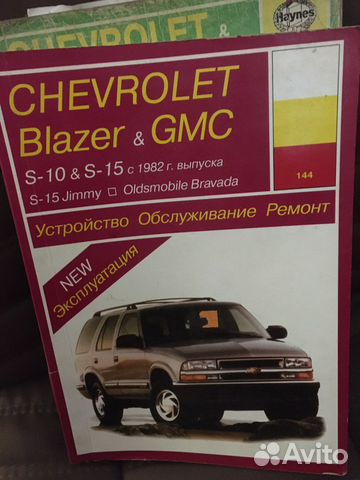 Haynes
CHEVROLET &
CHEVROLET
Blazer & GMC
S-10 & S-15 с 1982 г. выпуска
S-15 Jimmy □ Oldsmobile Bravada
144
Устройство Обслуживание Ремонт
NEW
Эксплуатация
Avito